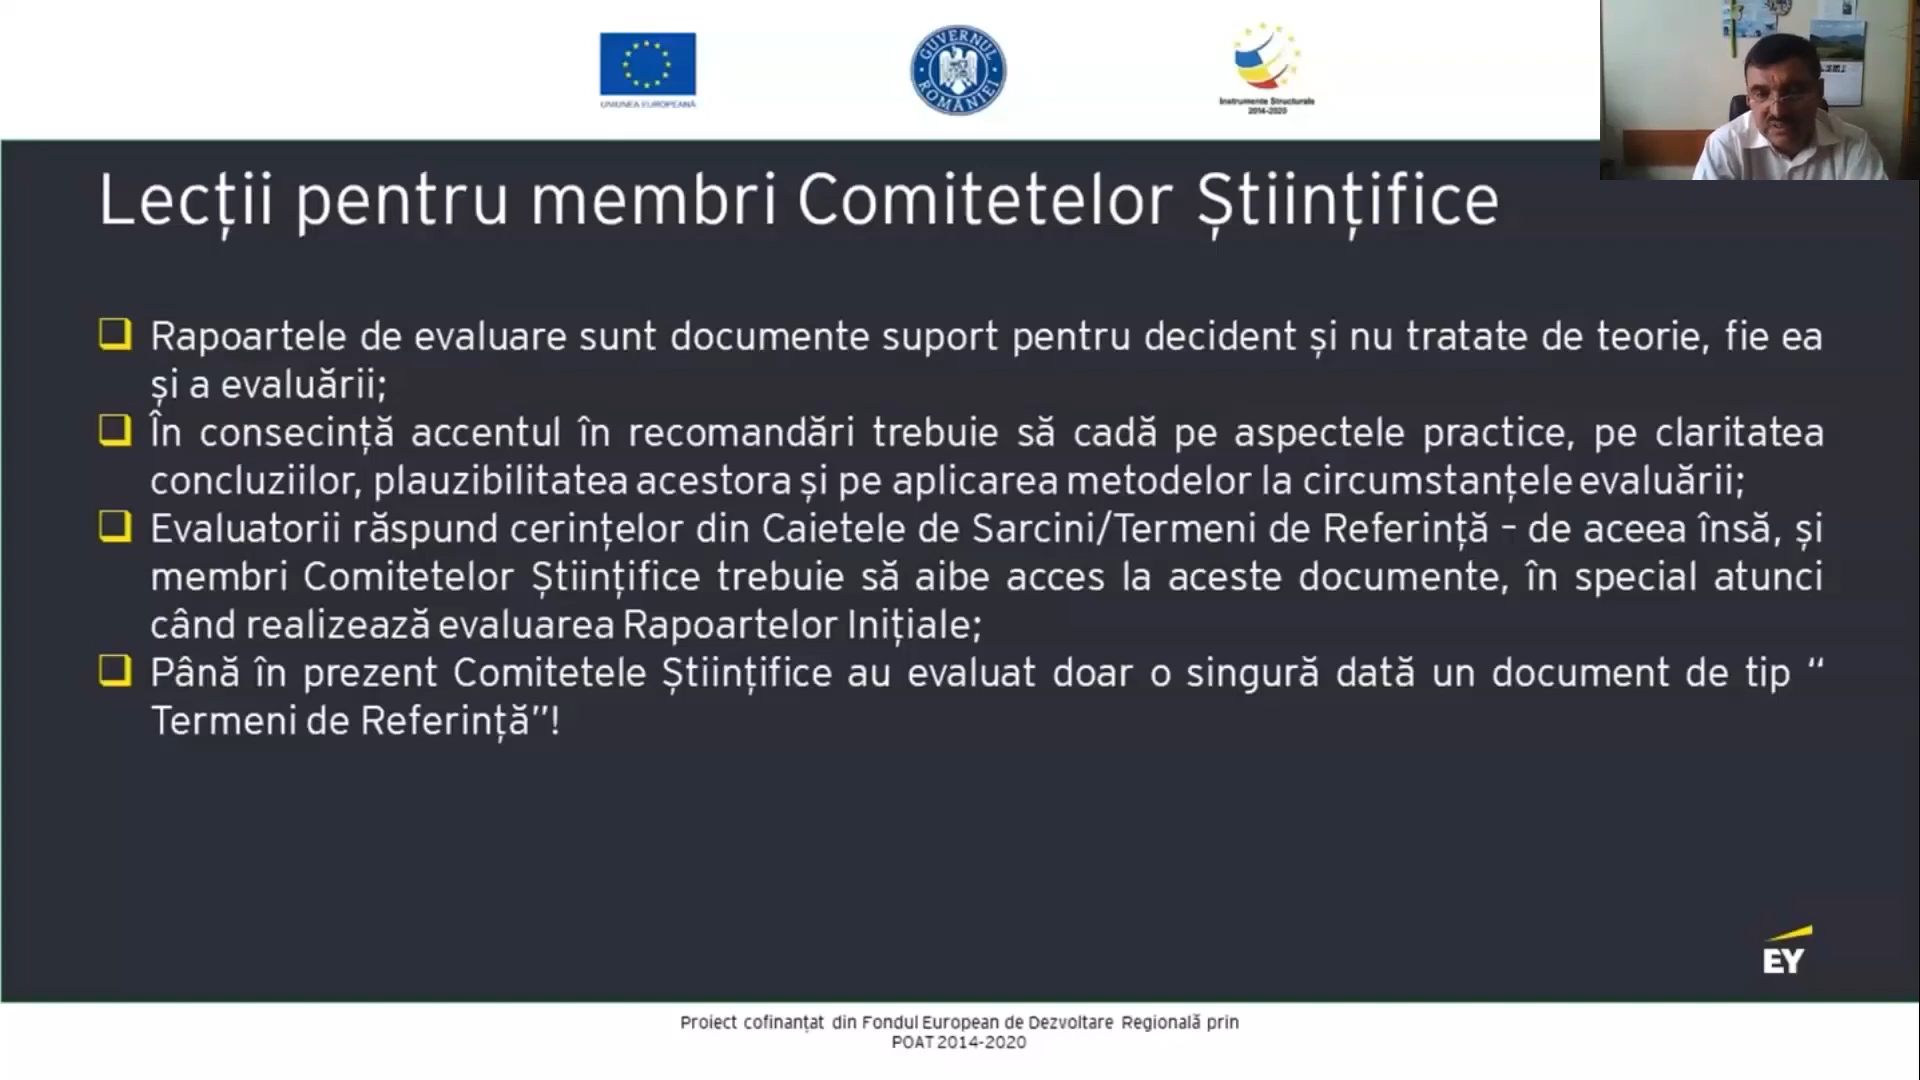 UNIUNEA EUROPEANĂ
GUVERNUL ROMÂNIEI
Instrumente Structurale
2014-2020
Lecții pentru membri Comitetelor Științifice
Rapoartele de evaluare sunt documente suport pentru decident și nu tratate de teorie, fie ea
și a evaluării;
În consecință accentul în recomandări trebuie să cadă pe aspectele practice, pe claritatea
concluziilor, plauzibilitatea acestora și pe aplicarea metodelor la circumstanțele evaluării;
Evaluatorii răspund cerințelor din Caietele de Sarcini/Termeni de Referință – de aceea însă, și
membri Comitetelor Științifice trebuie să aibe acces la aceste documente, în special atunci
când realizează evaluarea Rapoartelor Inițiale;
Până în prezent Comitetele Științifice au evaluat doar o singură dată un document de tip “
Termeni de Referință”!
EY
Proiect cofinanțat din Fondul European de Dezvoltare Regională prin
POAT 2014-2020